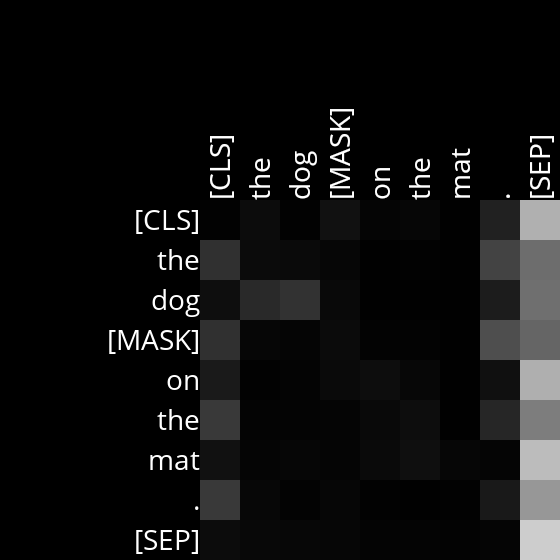 [CLS] the dog [MASK] on the mat . [SEP]
[CLS]
the
dog
[MASK]
on
the
mat
.
[SEP]